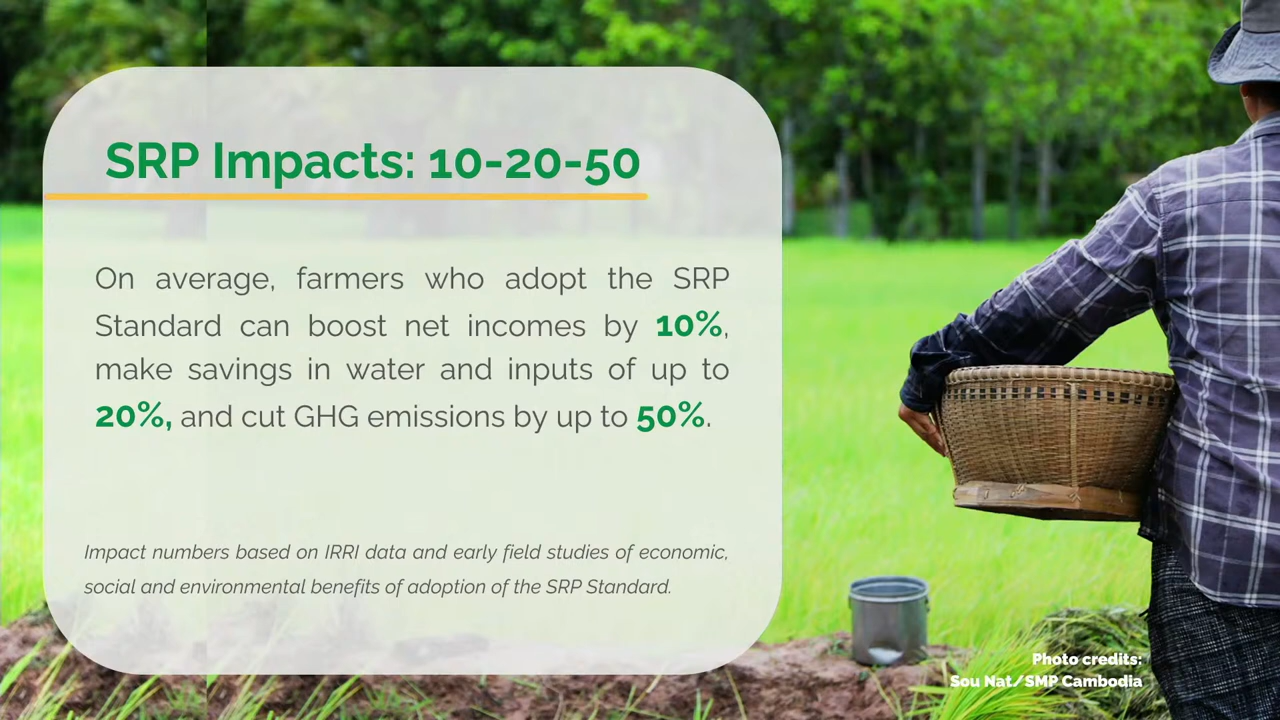 SRP Impacts: 10-20-50
On average, farmers who adopt the SRP
Standard can boost net incomes by 10%,
make savings in water and inputs of up to
20%, and cut GHG emissions by up to 50%.
Impact numbers based on IRRI data and early field studies of economic,
social and environmental benefits of adoption of the SRP Standard.
Photo credits:
Sou Nat/SMP Cambodia